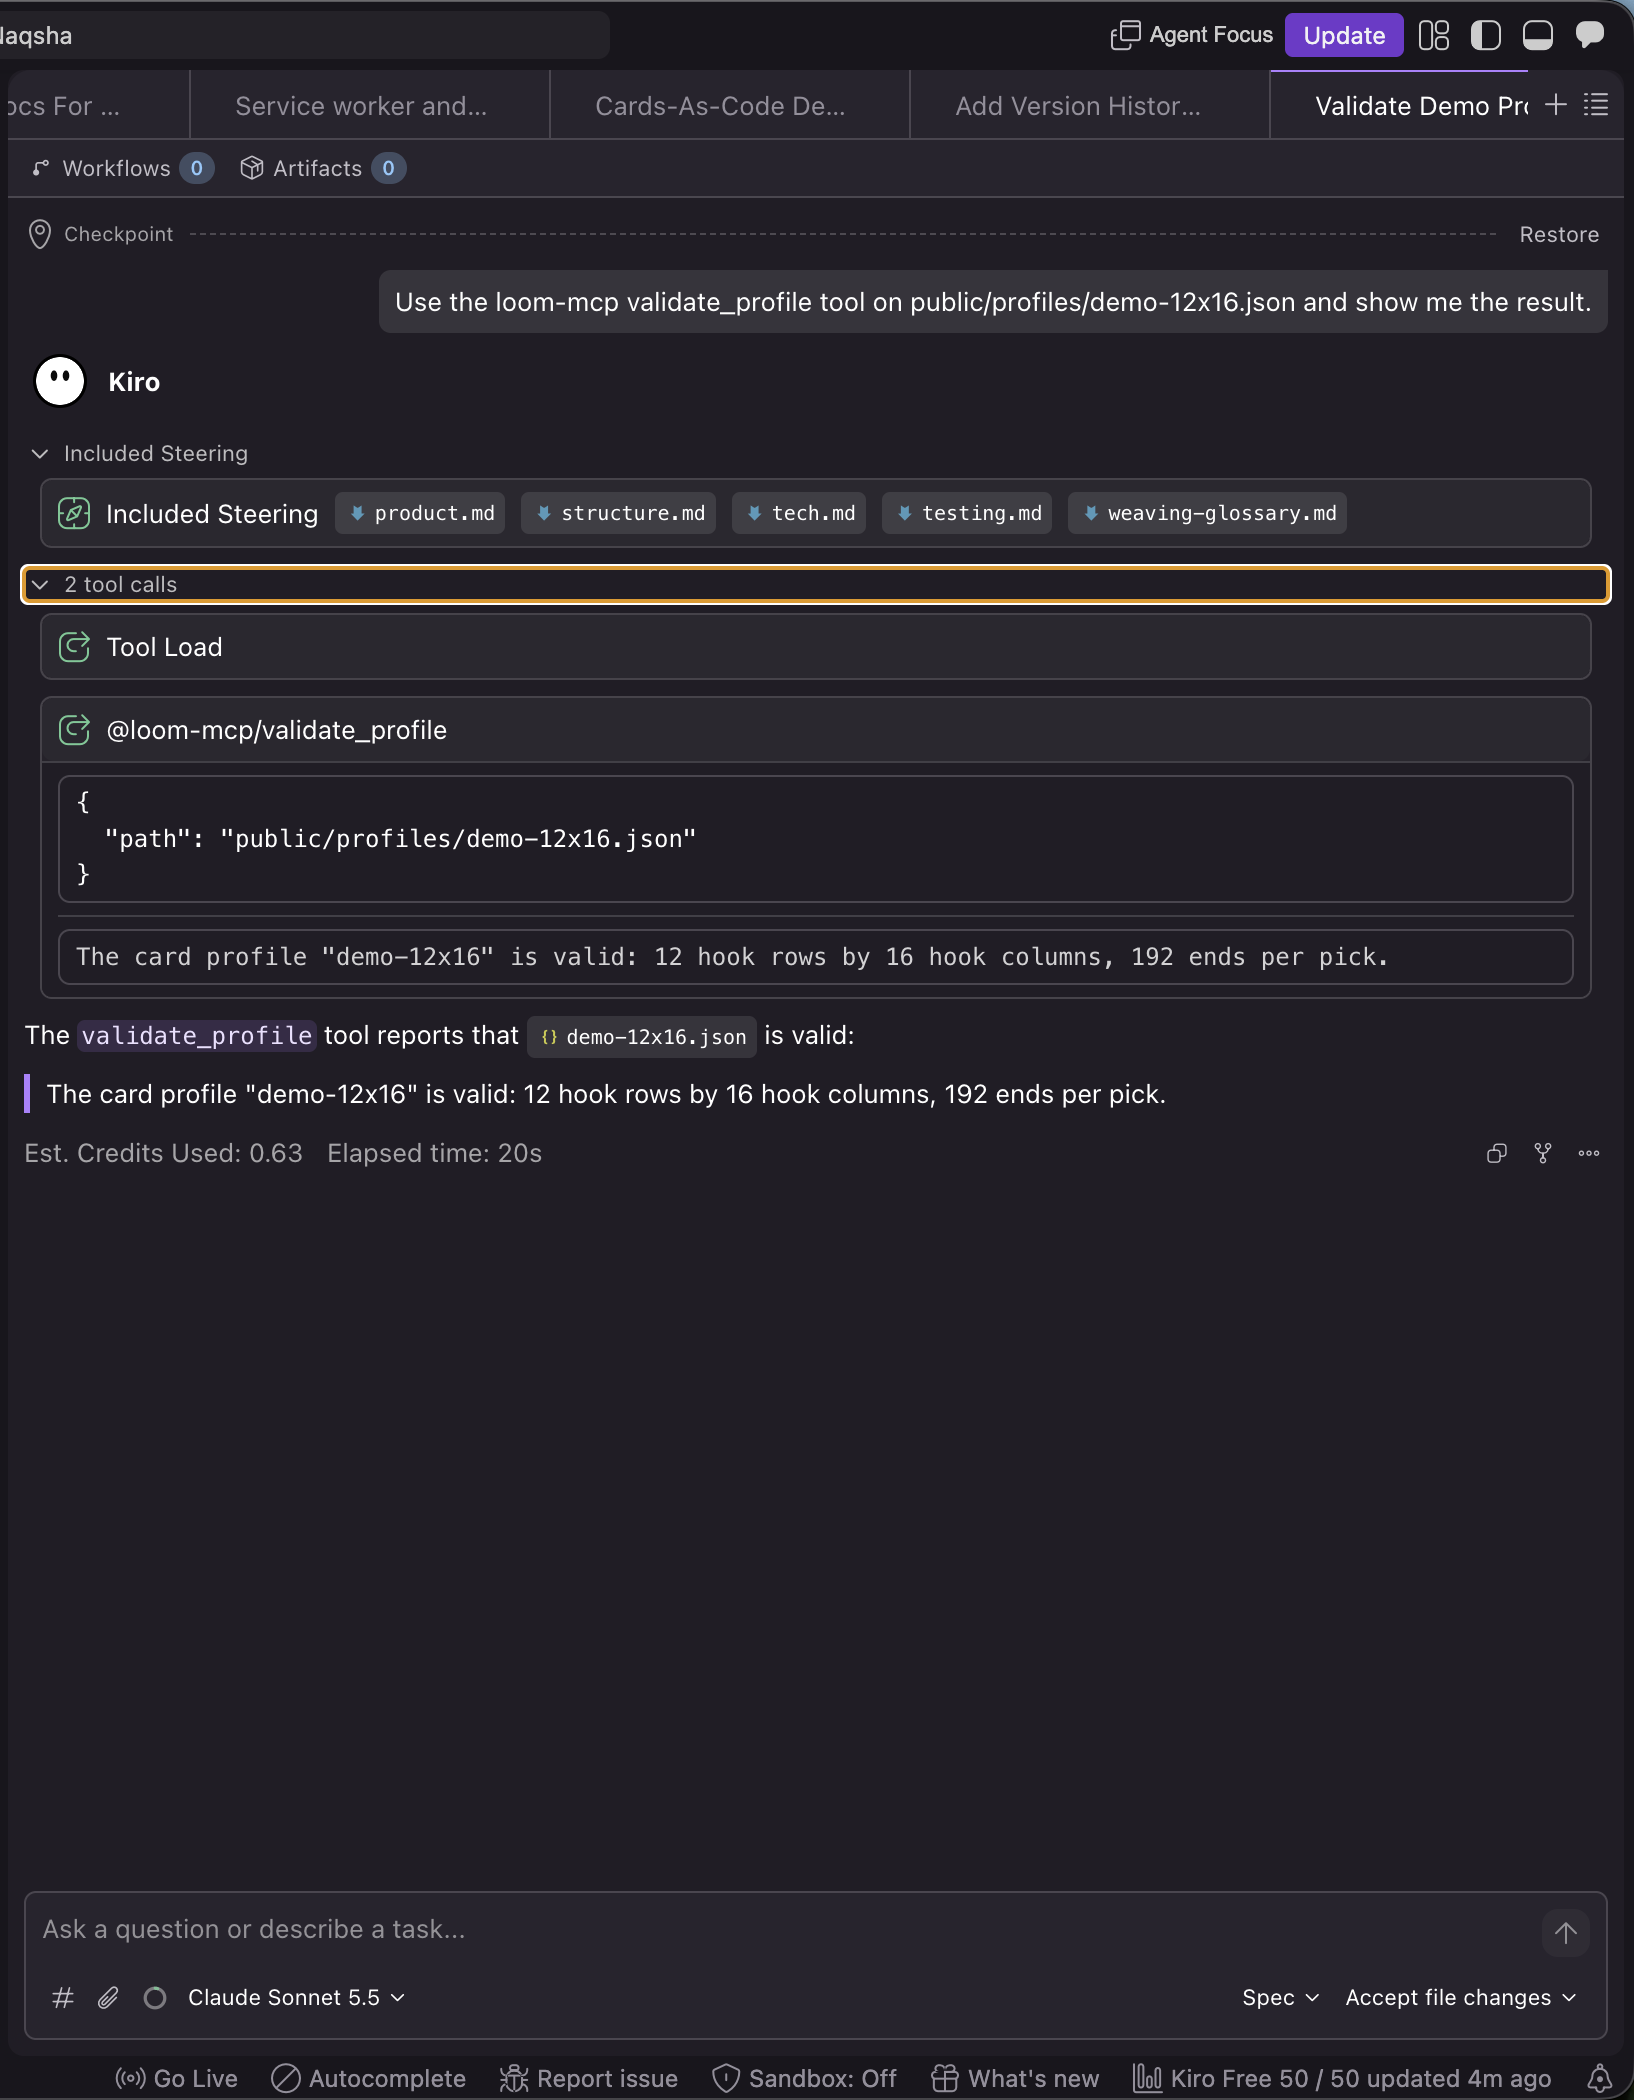 Naqsha
Agent Focus
Update
ocs For ...
Service worker and...
Cards-As-Code De...
Add Version Histor...
Validate Demo Pro
Workflows 0
Artifacts 0
Checkpoint
Restore
Use the loom-mcp validate_profile tool on public/profiles/demo-12x16.json and show me the result.
Kiro
Included Steering
Included Steering product.md structure.md tech.md testing.md weaving-glossary.md
2 tool calls
Tool Load
@loom-mcp/validate_profile
{
"path": "public/profiles/demo-12x16.json"
}
The card profile "demo-12x16" is valid: 12 hook rows by 16 hook columns, 192 ends per pick.
The validate_profile tool reports that {} demo-12x16.json is valid:
The card profile "demo-12x16" is valid: 12 hook rows by 16 hook columns, 192 ends per pick.
Est. Credits Used: 0.63 Elapsed time: 20s
Ask a question or describe a task...
# Claude Sonnet 5.5
Spec
Accept file changes
Go Live
Autocomplete
Report issue
Sandbox: Off
What's new
Kiro Free 50 / 50 updated 4m ago